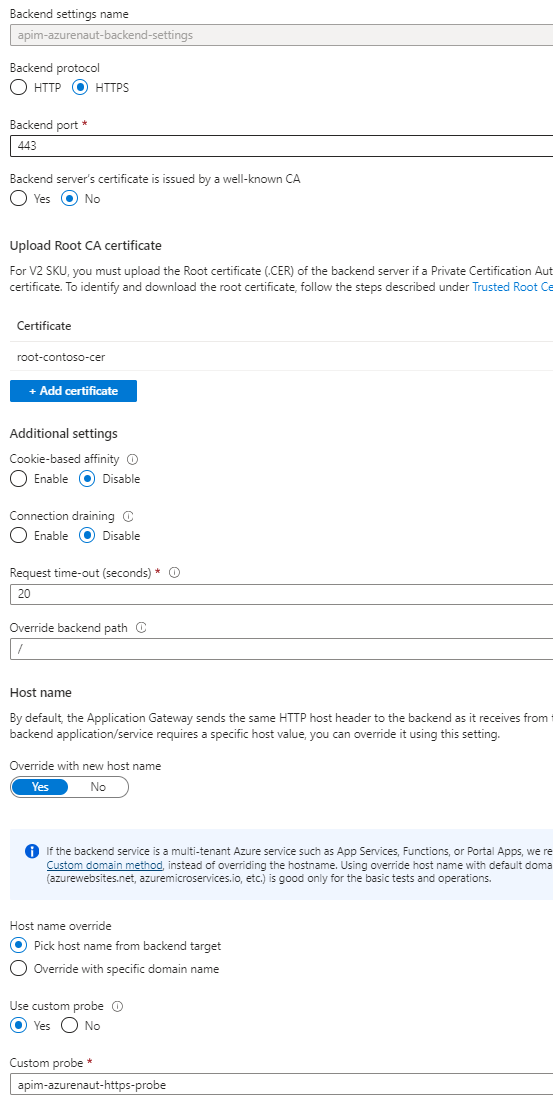 Backend settings name
apim-azurenaut-backend-settings
Backend protocol
HTTP HTTPS
Backend port *
443
Backend server's certificate is issued by a well-known CA
Yes No
Upload Root CA certificate
For V2 SKU, you must upload the Root certificate (.CER) of the backend server if a Private Certification Aut
certificate. To identify and download the root certificate, follow the steps described under Trusted Root Ce
Certificate
root-contoso-cer
+ Add certificate
Additional settings
Cookie-based affinity
Enable Disable
Connection draining
Enable Disable
Request time-out (seconds) *
20
Override backend path
/
Host name
By default, the Application Gateway sends the same HTTP host header to the backend as it receives from t
backend application/service requires a specific host value, you can override it using this setting.
Override with new host name
Yes No
If the backend service is a multi-tenant Azure service such as App Services, Functions, or Portal Apps, we re
Custom domain method, instead of overriding the hostname. Using override host name with default doma
(azurewebsites.net, azuremicroservices.io, etc.) is good only for the basic tests and operations.
Host name override
Pick host name from backend target
Override with specific domain name
Use custom probe
Yes No
Custom probe *
apim-azurenaut-https-probe